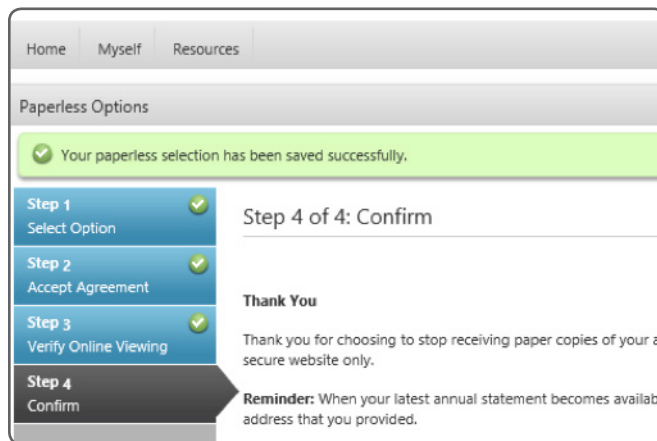 Home Myself Resources
Paperless Options
Your paperless selection has been saved successfully.
Step 1
Select Option
Step 2
Accept Agreement
Step 3
Verify Online Viewing
Step 4
Confirm
Step 4 of 4: Confirm
Thank You
Thank you for choosing to stop receiving paper copies of your
secure website only.
Reminder: When your latest annual statement becomes
address that you provided.